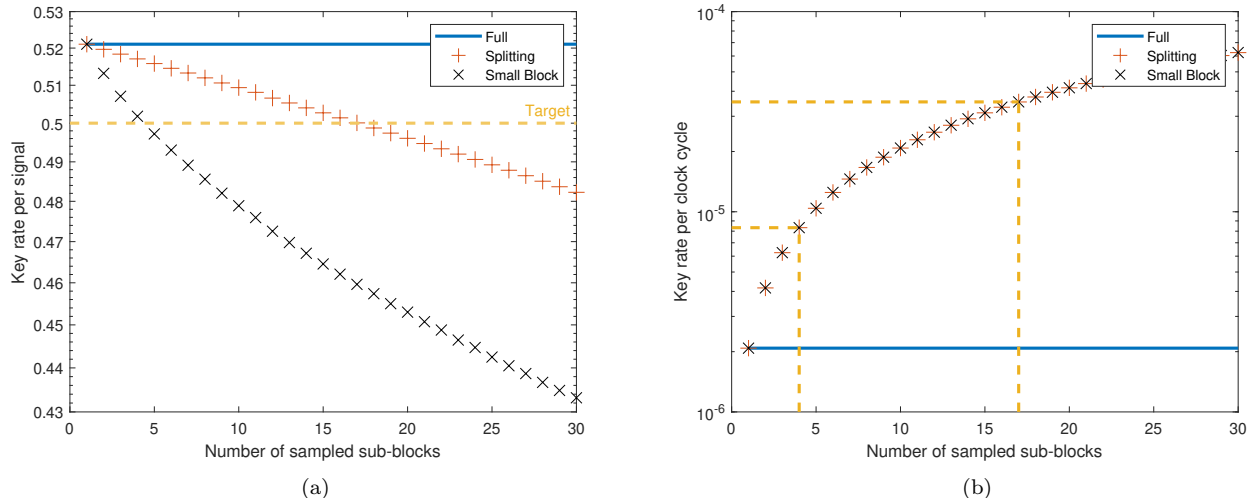 0.53
0.52
0.51
0.5
0.49
0.48
0.47
0.46
0.45
0.44
0.43
Key rate per signal
Full
Splitting
Small Block
Target
0 5 10 15 20 25 30
Number of sampled sub-blocks
(a)
10-4
10-5
10-6
Key rate per clock cycle
Full
Splitting
Small Block
0 5 10 15 20 25 30
Number of sampled sub-blocks
(b)